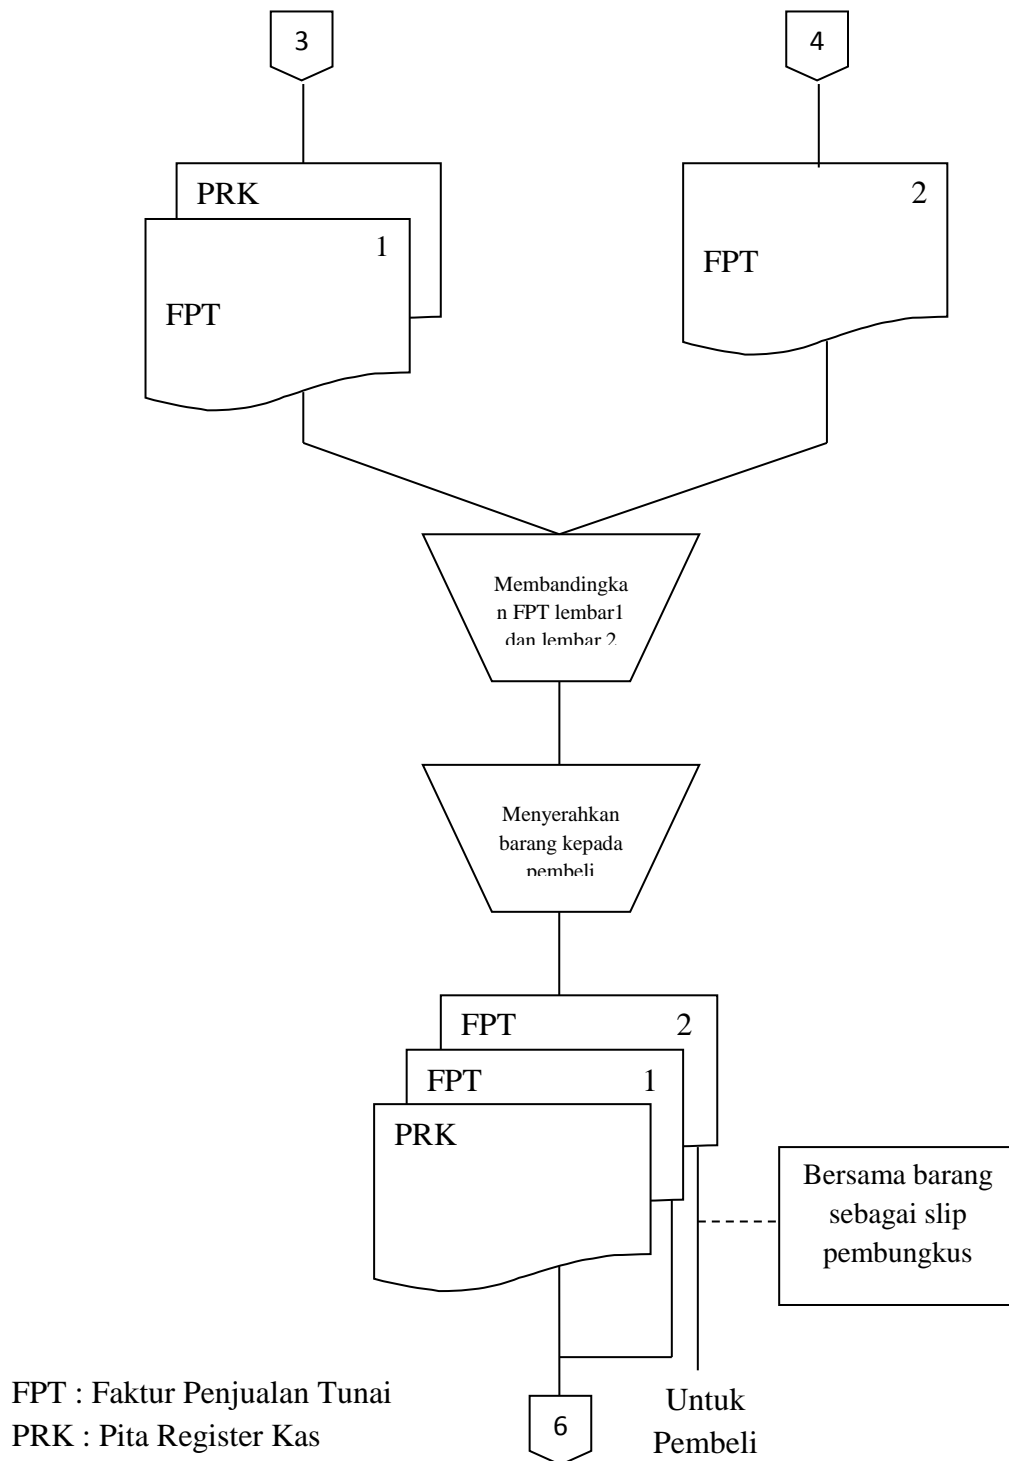 3
4
PRK
1
FPT
2
FPT
Membandingka
n FPT lembar1
dan lembar 2
Menyerahkan
barang kepada
pembeli
FPT 2
FPT 1
PRK
Bersama barang
sebagai slip
pembungkus
FPT : Faktur Penjualan Tunai
PRK : Pita Register Kas
6
Untuk
Pembeli